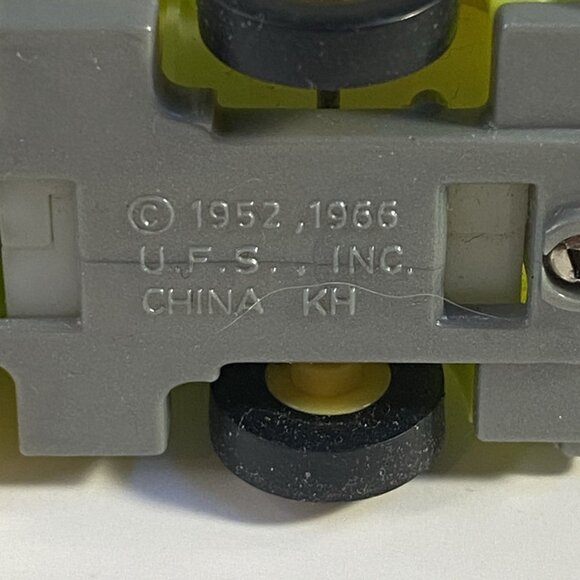 © 1952, 1966
U.F.S., INC.
CHINA KH